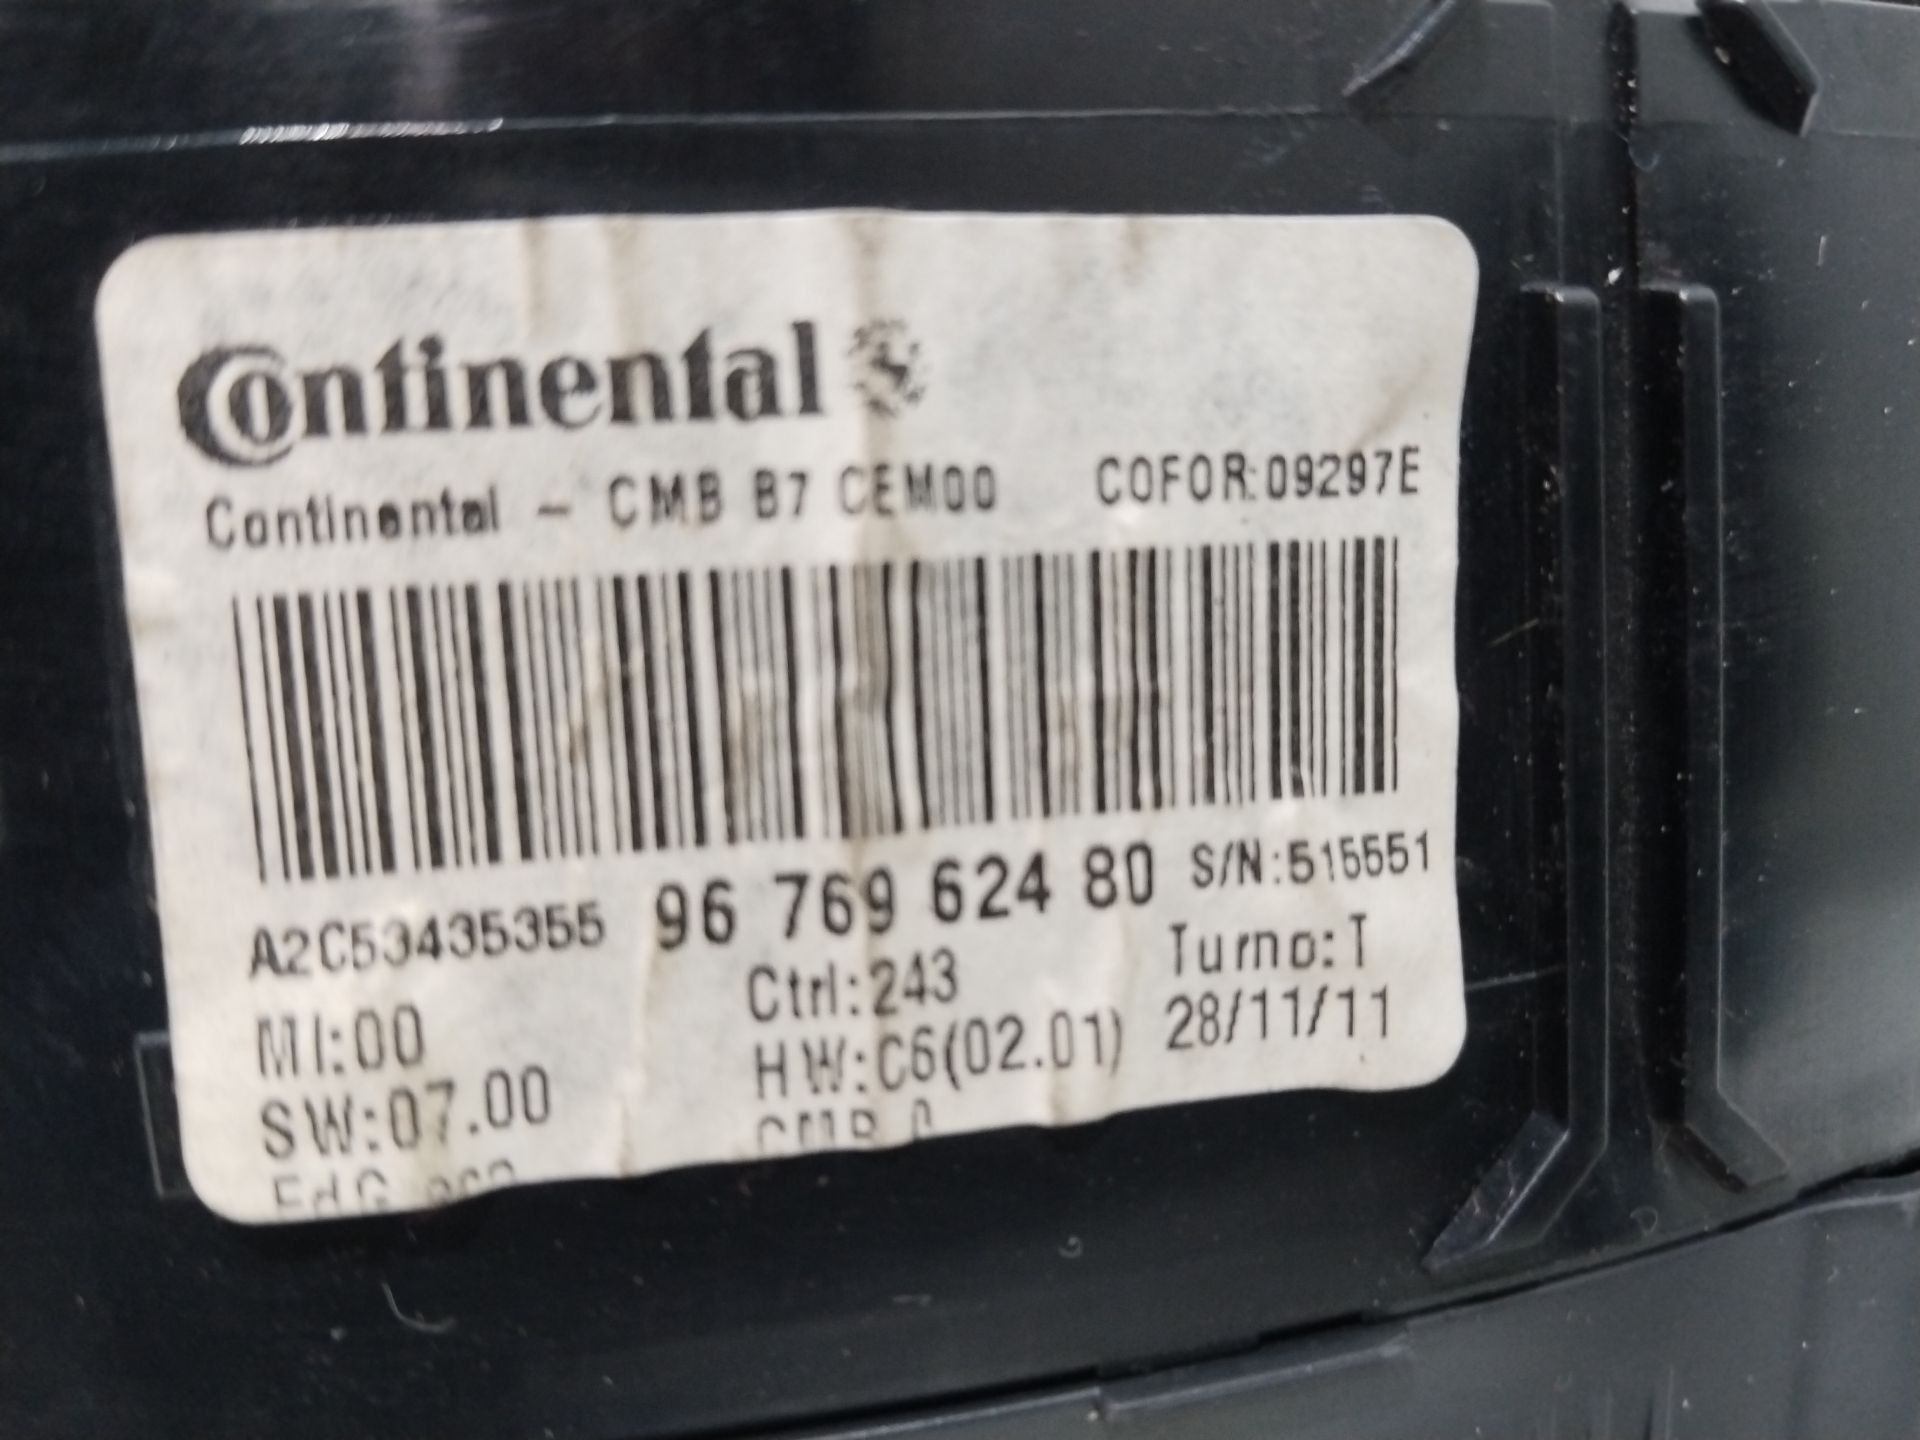 Continental
Continental - CMB B7 CEM00 COFOR:09297E
A2C53435355 96 769 624 80 S/N:515551
Ctrl:243 Turno:T
MI:00 HW:C6(02.01) 28/11/11
SW:07.00